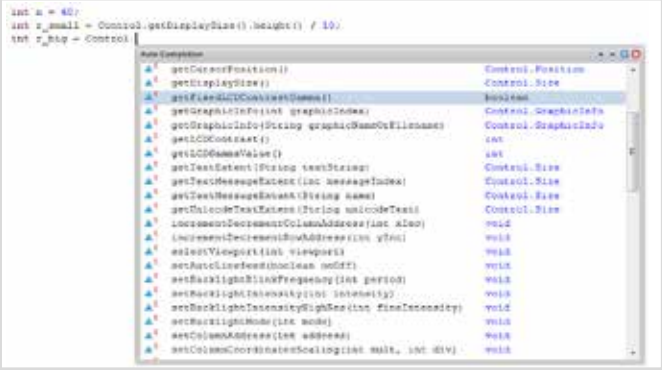 int n = 60;
int r_small = Control.getDisplaySize().height() / 10;
int r_big = Control.
Auto Completion
getCursorPosition() Control.Position
getDisplaySize() Control.Size
getFixedLCDContrastGamma() boolean
getGraphicInfo(int graphicIndex) Control.GraphicInfo
getGraphicInfo(String graphicNameOrFilename) Control.GraphicInfo
getLCDContrast() int
getLCDGammaValue() int
getTextExtent(String textString) Control.Size
getTextMessageExtent(int messageIndex) Control.Size
getTextMessageExtent(String name) Control.Size
getUnicodeTextExtent(String unicodeText) Control.Size
incrementDecrementColumnAddress(int xInc) void
incrementDecrementRowAddress(int yInc) void
selectViewport(int viewport) void
setAutoLineFeed(boolean onOff) void
setBacklightBlinkFrequency(int period) void
setBacklightIntensity(int intensity) void
setBacklightIntensityHighRes(int fineIntensity) void
setBacklightMode(int mode) void
setColumnAddress(int address) void
setColumnCoordinateScaling(int mult, int div) void